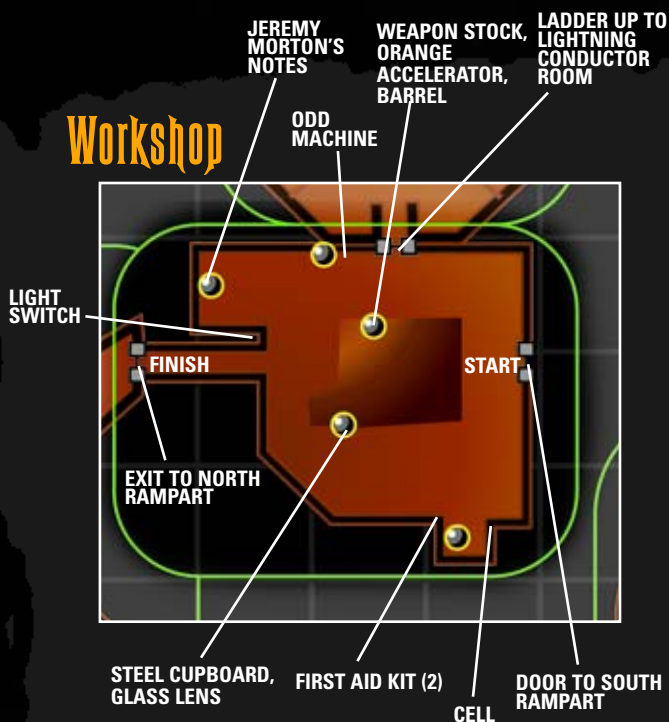 JEREMY
MORTON'S
NOTES
WEAPON STOCK,
ORANGE
ACCELERATOR,
BARREL
LADDER UP TO
LIGHTNING
CONDUCTOR
ROOM
Workshop
ODD
MACHINE
LIGHT
SWITCH
FINISH
START
EXIT TO NORTH
RAMPART
STEEL CUPBOARD,
GLASS LENS
FIRST AID KIT (2)
CELL
DOOR TO SOUTH
RAMPART